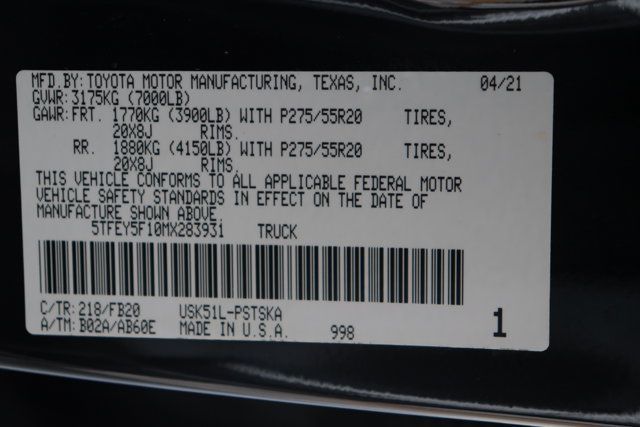 MFD.BY: TOYOTA MOTOR MANUFACTURING, TEXAS, INC. 04/21
GVWR: 3175KG (7000LB)
GAWR: FRT. 1770KG (3900LB) WITH P275/55R20 TIRES,
20X8J RIMS.
RR. 1880KG (4150LB) WITH P275/55R20 TIRES,
20X8J RIMS.
THIS VEHICLE CONFORMS TO ALL APPLICABLE FEDERAL MOTOR
VEHICLE SAFETY STANDARDS IN EFFECT ON THE DATE OF
MANUFACTURE SHOWN ABOVE.
5TFEY5F10MX283931 TRUCK
C/TR: 218/FB20 USK51L-PSTSKA
A/TM: B02A/AB60E MADE IN U.S.A. 998 1